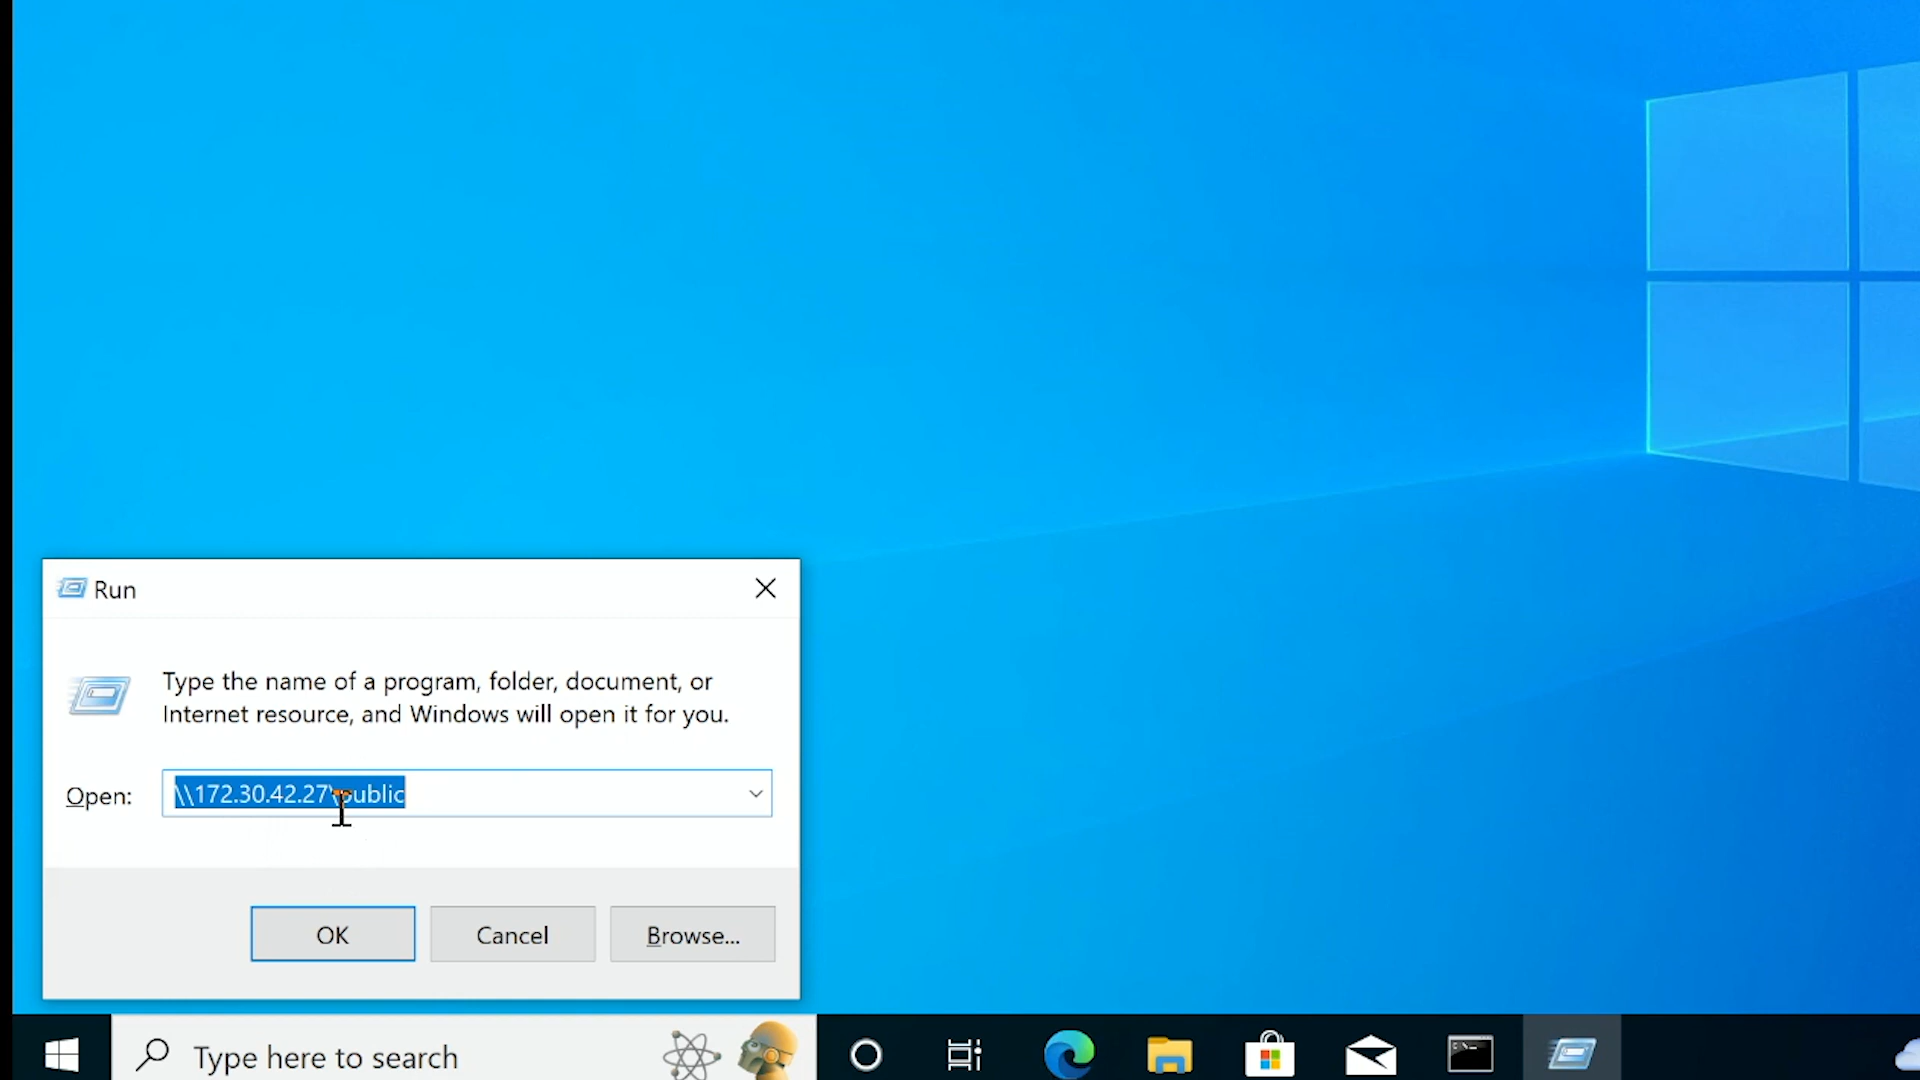 Run
Type the name of a program, folder, document, or
Internet resource, and Windows will open it for you.
Open:
\\172.30.42.27\public
OK
Cancel
Browse...
Type here to search